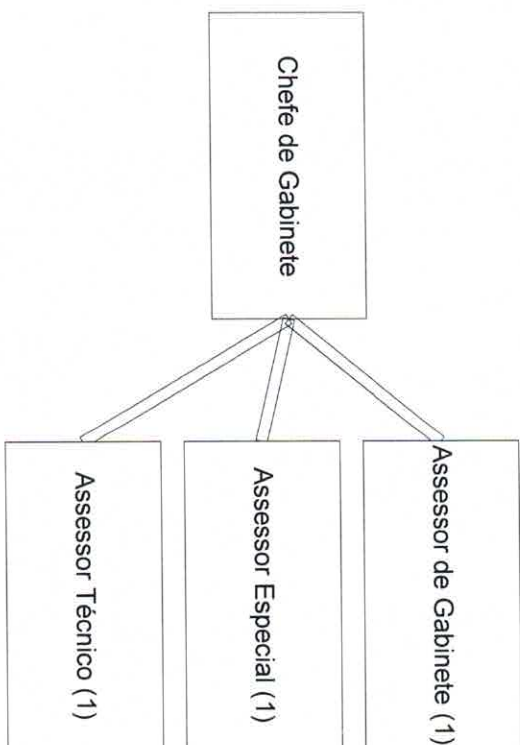 Chefe de Gabinete
Assessor de Gabinete (1)
Assessor Especial (1)
Assessor Técnico (1)